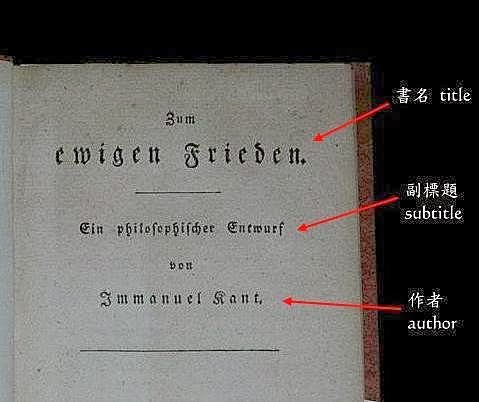 Zum
ewigen Frieden.
Ein philoſophiſcher Entwurf
von
Immanuel Kant.
書名 title
副標題
subtitle
作者
author